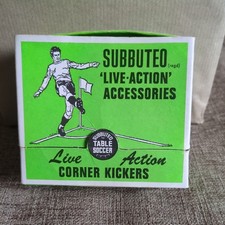 SUBBUTEO (regd)
'LIVE-ACTION'
ACCESSORIES
SUBBUTEO
TABLE
SOCCER
Live Action
CORNER KICKERS